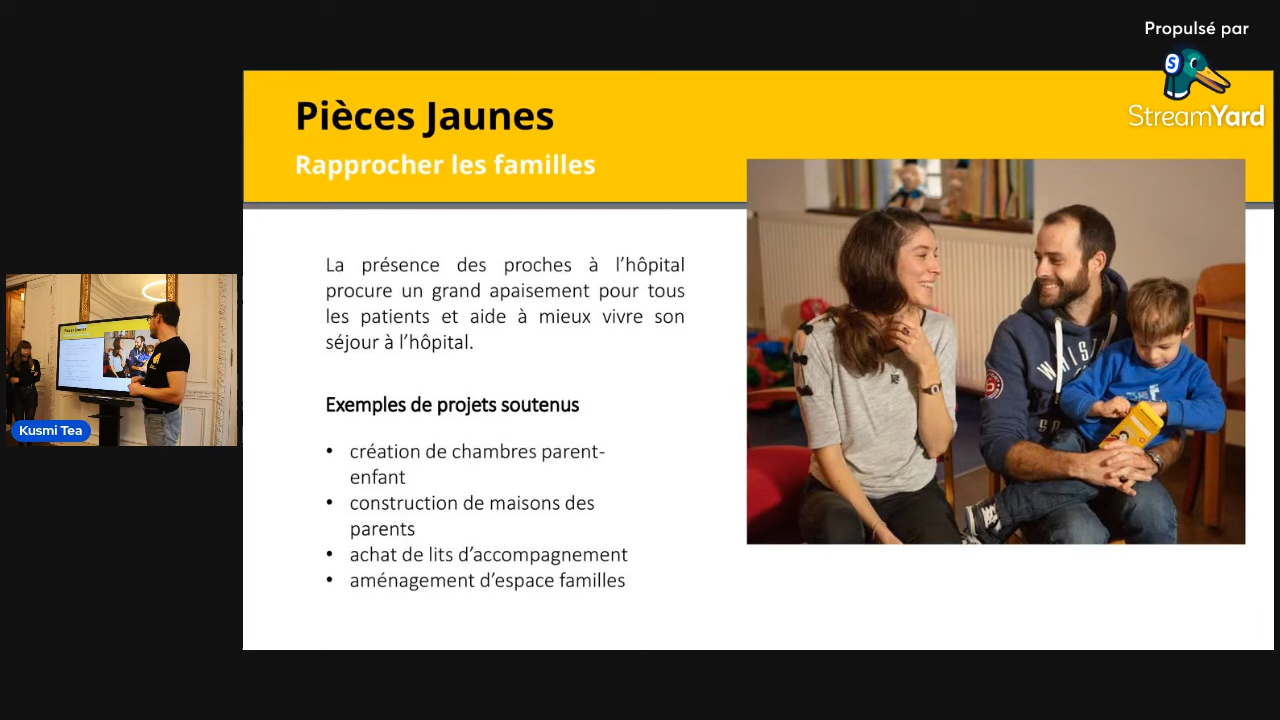 Propulsé par
StreamYard
Pièces Jaunes
Rapprocher les familles
La présence des proches à l’hôpital
procure un grand apaisement pour tous
les patients et aide à mieux vivre son
séjour à l’hôpital.
Exemples de projets soutenus
• création de chambres parent-
enfant
• construction de maisons des
parents
• achat de lits d’accompagnement
• aménagement d’espace familles
Pièces Jaunes
Kusmi Tea